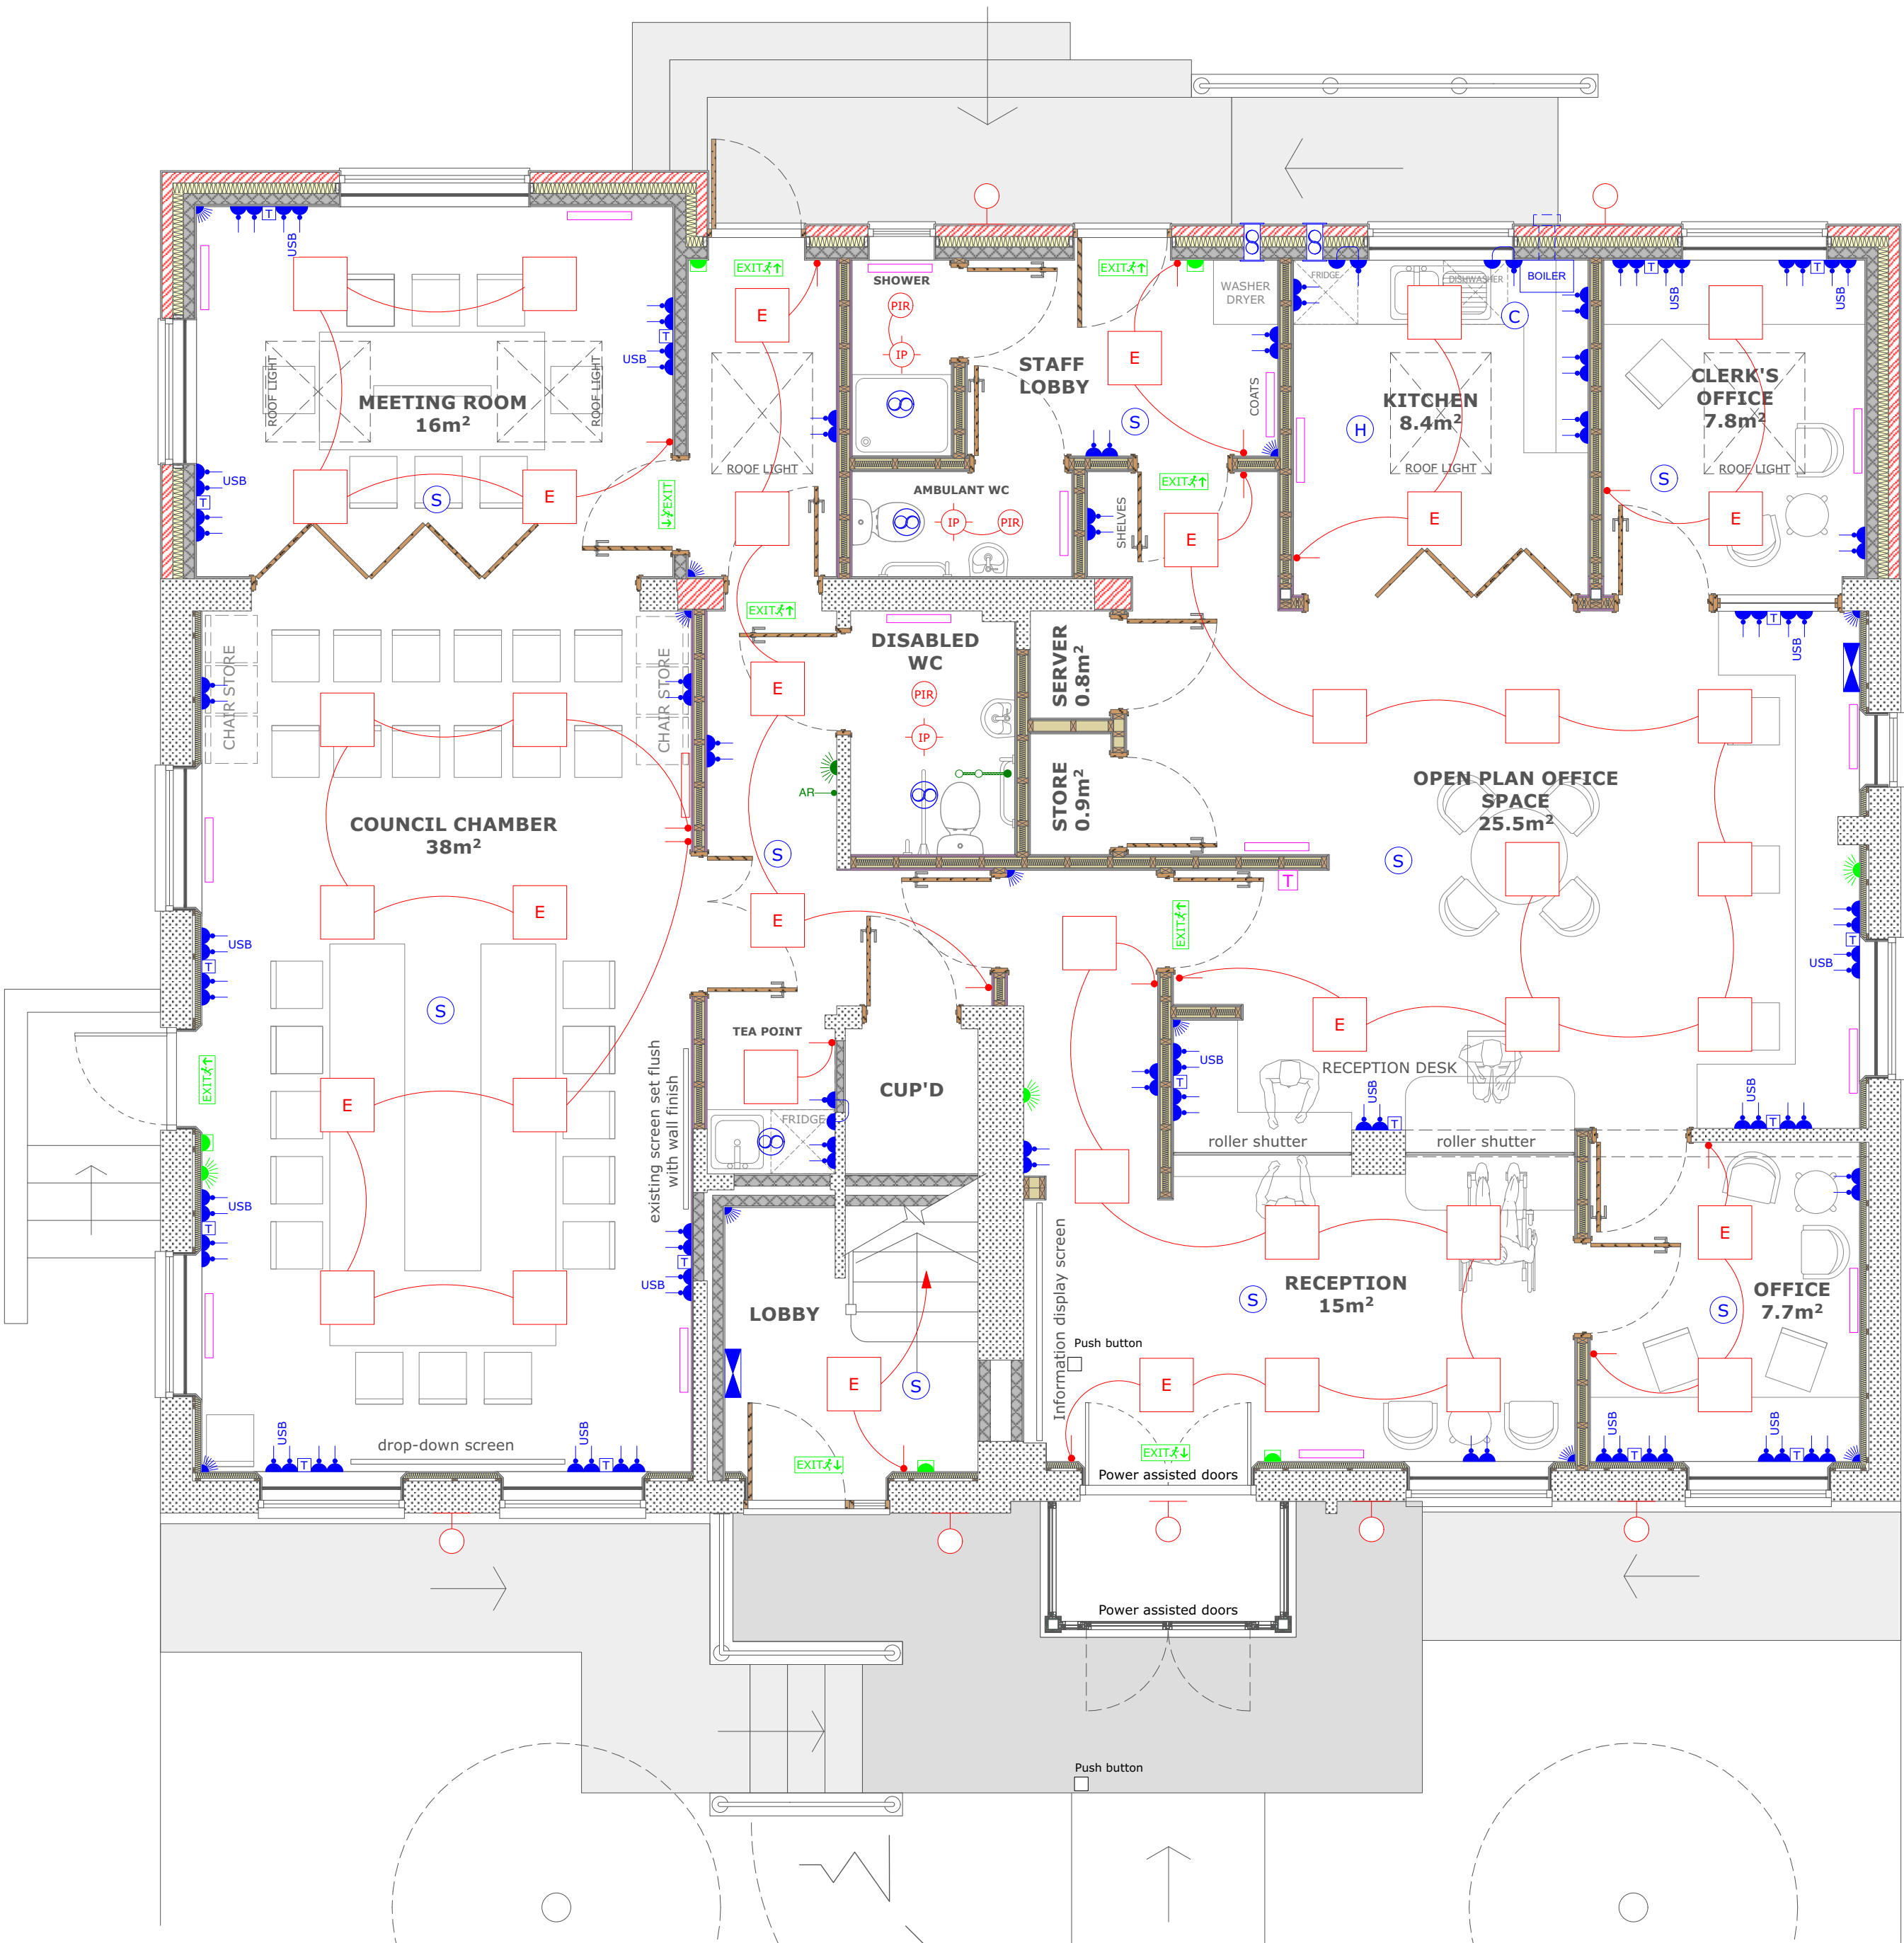 EXIT
EXIT
T
USB
SHOWER
PIR
IP
E
STAFF
LOBBY
E
WASHER
DRYER
FRIDGE
DISHWASHER
BOILER
C
T
USB
T
USB
ROOF LIGHT
MEETING ROOM
16m²
ROOF LIGHT
T
USB
USB
T
S
E
EXIT
ROOF LIGHT
COATS
S
KITCHEN
8.4m²
H
ROOF LIGHT
E
CLERK'S
OFFICE
7.8m²
S
ROOF LIGHT
E
AMBULANT WC
IP
PIR
SHELVES
EXIT
E
EXIT
CHAIR STORE
CHAIR STORE
E
DISABLED
WC
PIR
IP
AR
SERVER
0.8m²
STORE
0.9m²
T
USB
OPEN PLAN OFFICE
SPACE
25.5m²
S
COUNCIL CHAMBER
38m²
S
E
E
T
EXIT
USB
T
T
USB
S
EXIT
E
TEA POINT
FRIDGE
CUP'D
E
USB
T
RECEPTION DESK
USB
T
USB
T
roller shutter
roller shutter
existing screen set flush
with wall finish
USB
T
T
USB
LOBBY
E
S
Information display screen
Push button
RECEPTION
15m²
S
E
E
OFFICE
7.7m²
S
USB
T
drop-down screen
USB
T
EXIT
EXIT
Power assisted doors
USB
T
USB
T
Power assisted doors
Push button